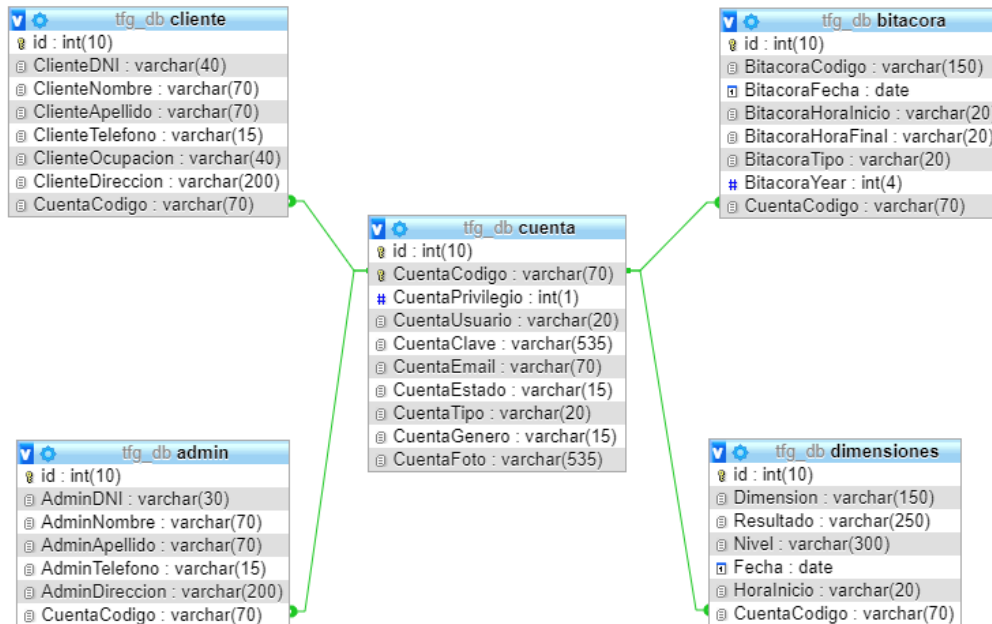 tfg_db cliente
id : int(10)
ClienteDNI : varchar(40)
ClienteNombre : varchar(70)
ClienteApellido : varchar(70)
ClienteTelefono : varchar(15)
ClienteOcupacion : varchar(40)
ClienteDireccion : varchar(200)
CuentaCodigo : varchar(70)
tfg_db bitacora
id : int(10)
BitacoraCodigo : varchar(150)
BitacoraFecha : date
BitacoraHoraInicio : varchar(20)
BitacoraHoraFinal : varchar(20)
BitacoraTipo : varchar(20)
# BitacoraYear : int(4)
CuentaCodigo : varchar(70)
tfg_db cuenta
id : int(10)
CuentaCodigo : varchar(70)
# CuentaPrivilegio : int(1)
CuentaUsuario : varchar(20)
CuentaClave : varchar(535)
CuentaEmail : varchar(70)
CuentaEstado : varchar(15)
CuentaTipo : varchar(20)
CuentaGenero : varchar(15)
CuentaFoto : varchar(535)
tfg_db admin
id : int(10)
AdminDNI : varchar(30)
AdminNombre : varchar(70)
AdminApellido : varchar(70)
AdminTelefono : varchar(15)
AdminDireccion : varchar(200)
CuentaCodigo : varchar(70)
tfg_db dimensiones
id : int(10)
Dimension : varchar(150)
Resultado : varchar(250)
Nivel : varchar(300)
Fecha : date
HoraInicio : varchar(20)
CuentaCodigo : varchar(70)